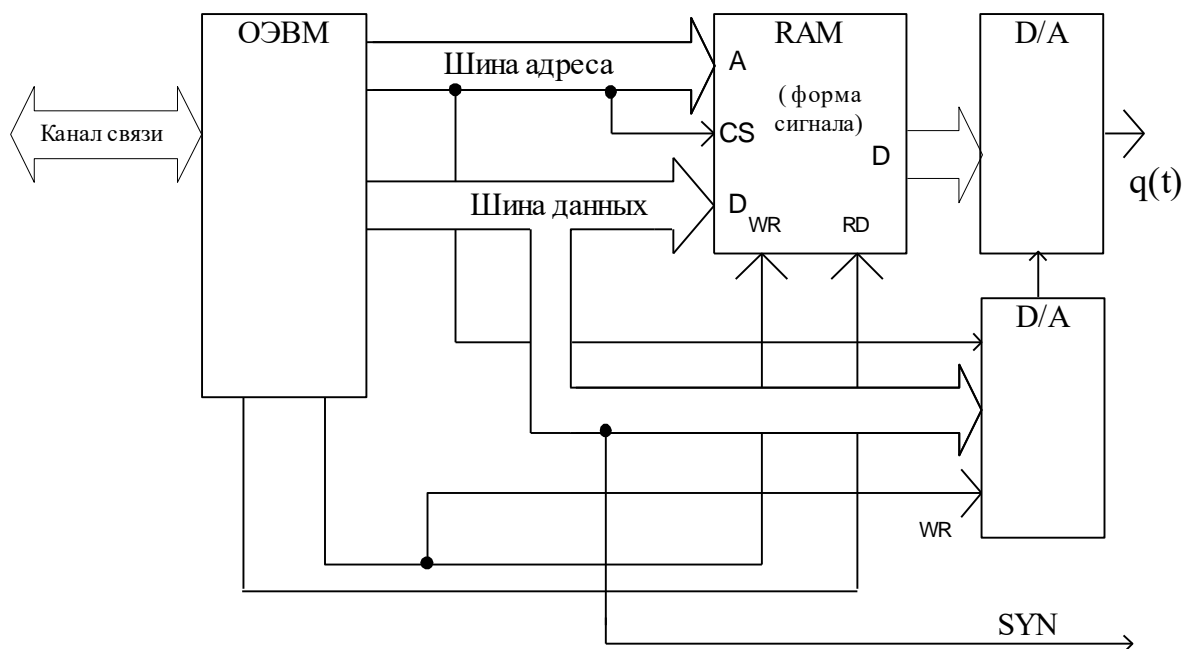 ОЭВМ
RAM
D/A
Шина адреса
A
( форма
сигнала)
Канал связи
CS
D
q(t)
Шина данных
D
WR
RD
D/A
WR
SYN